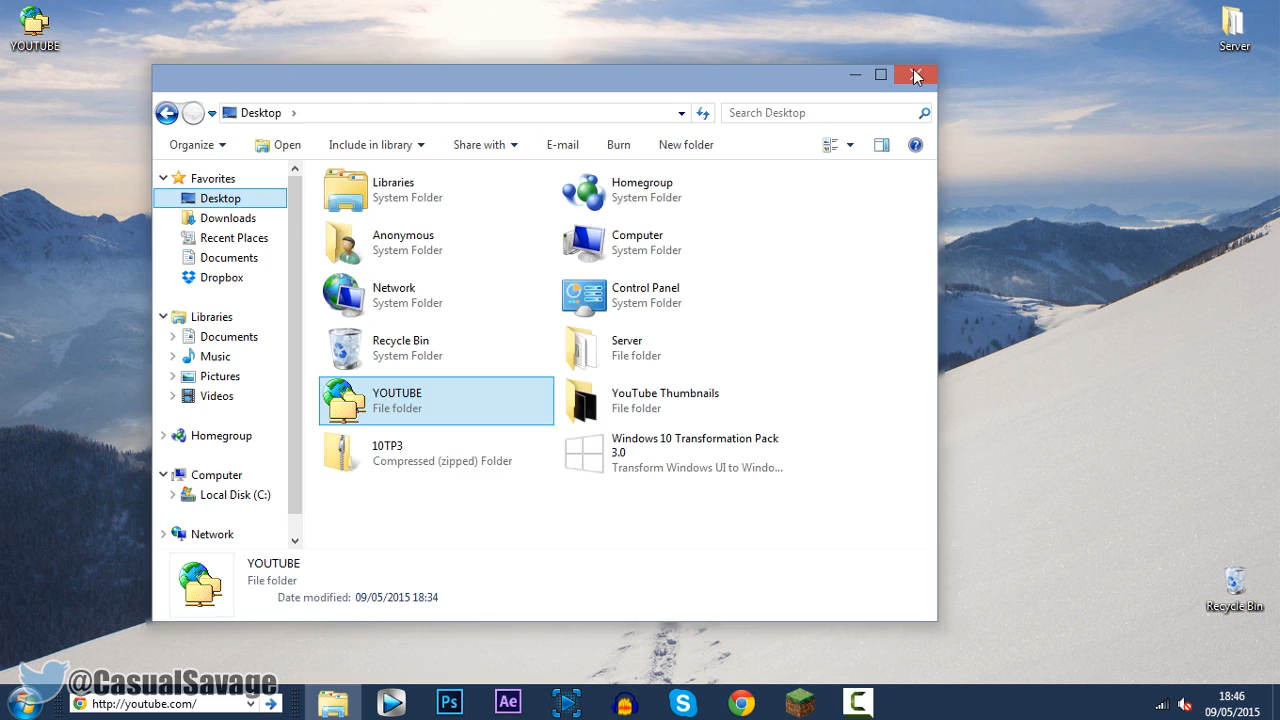 YOUTUBE
Server
Desktop
Search Desktop
Organize
Open
Include in library
Share with
E-mail
Burn
New folder
Favorites
Desktop
Downloads
Recent Places
Documents
Dropbox
Libraries
Documents
Music
Pictures
Videos
Homegroup
Computer
Local Disk (C:)
Network
Libraries
System Folder
Homegroup
System Folder
Anonymous
System Folder
Computer
System Folder
Network
System Folder
Control Panel
System Folder
Recycle Bin
System Folder
Server
File folder
YOUTUBE
File folder
YouTube Thumbnails
File folder
10TP3
Compressed (zipped) Folder
Windows 10 Transformation Pack
3.0
Transform Windows UI to Windo...
YOUTUBE
File folder
Date modified: 09/05/2015 18:34
Recycle Bin
@CasualSavage
http://youtube.com/
Ps
Ae
18:46
09/05/2015